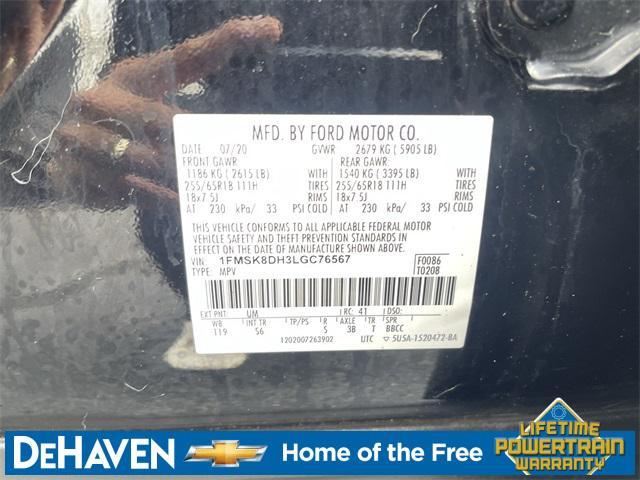 MFD. BY FORD MOTOR CO.
DATE 07/20 GVWR 2679 KG ( 5905 LB)
FRONT GAWR REAR GAWR:
1186 KG ( 2615 LB) WITH 1540 KG ( 3395 LB) WITH
255/65R18 111H TIRES 255/65R18 111H TIRES
18x7.5J RIMS 18x7.5J RIMS
AT 230 kPa/ 33 PSI COLD AT 230 kPa/ 33 PSI COLD
THIS VEHICLE CONFORMS TO ALL APPLICABLE FEDERAL MOTOR
VEHICLE SAFETY AND THEFT PREVENTION STANDARDS IN
EFFECT ON THE DATE OF MANUFACTURE SHOWN ABOVE.
VIN: 1FMSK8DH3LGC76567 F0086
TYPE: MPV T0208
EXT PNT: UM RC: 41
WB INT TR TP/PS R AXLE TR SPR
119 S6 S 3B T BBCC
1202007263902 UTC ▽ 5U5A-1520472-BA
DEHAVEN Home of the Free
LIFETIME
POWERTRAIN
WARRANTY